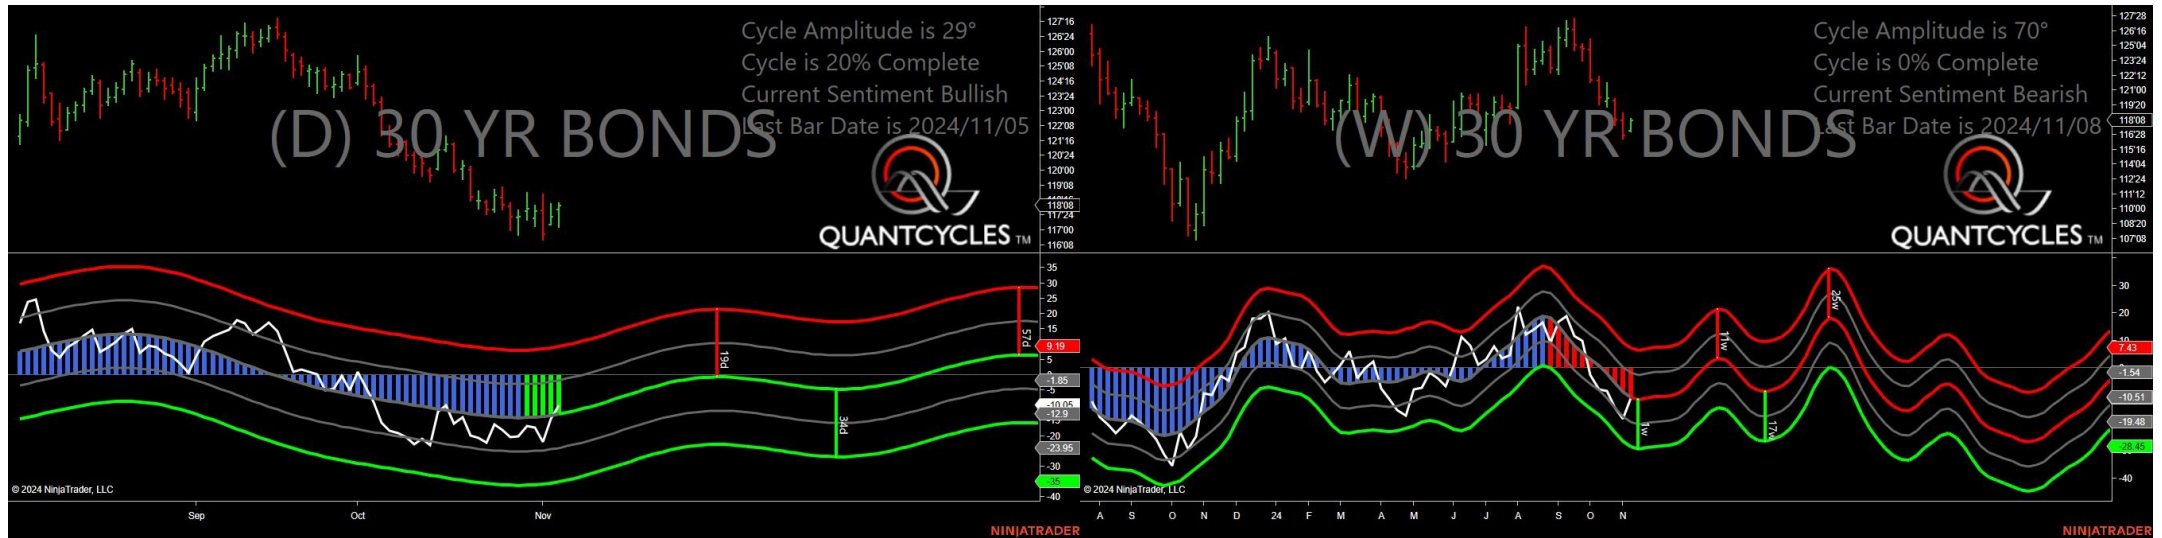 Cycle Amplitude is 29°
Cycle is 20% Complete
Current Sentiment Bullish
Last Bar Date is 2024/11/05
(D) 30 YR BONDS
QUANTCYCLES TM
127'16
126'24
126'00
125'08
124'16
123'24
123'00
122'08
121'16
120'24
120'00
119'08
118'08
117'24
117'00
116'08
35
30
25
20
15
9.19
5
0
-1.85
-5
-10.05
-12.9
-20
-23.95
-30
-35
-40
19d
34d
57d
© 2024 NinjaTrader, LLC
Sep
Oct
Nov
NINJATRADER
Cycle Amplitude is 70°
Cycle is 0% Complete
Current Sentiment Bearish
Last Bar Date is 2024/11/08
(W) 30 YR BONDS
QUANTCYCLES TM
127'28
126'16
125'04
123'24
122'12
121'00
119'20
118'08
116'28
115'16
114'04
112'24
111'12
110'00
108'20
107'08
30
20
7.43
-1.54
-10.51
-19.48
-28.45
-40
1w
11w
17w
25w
© 2024 NinjaTrader, LLC
A S O N D 24 F M A M J J A S O N
NINJATRADER